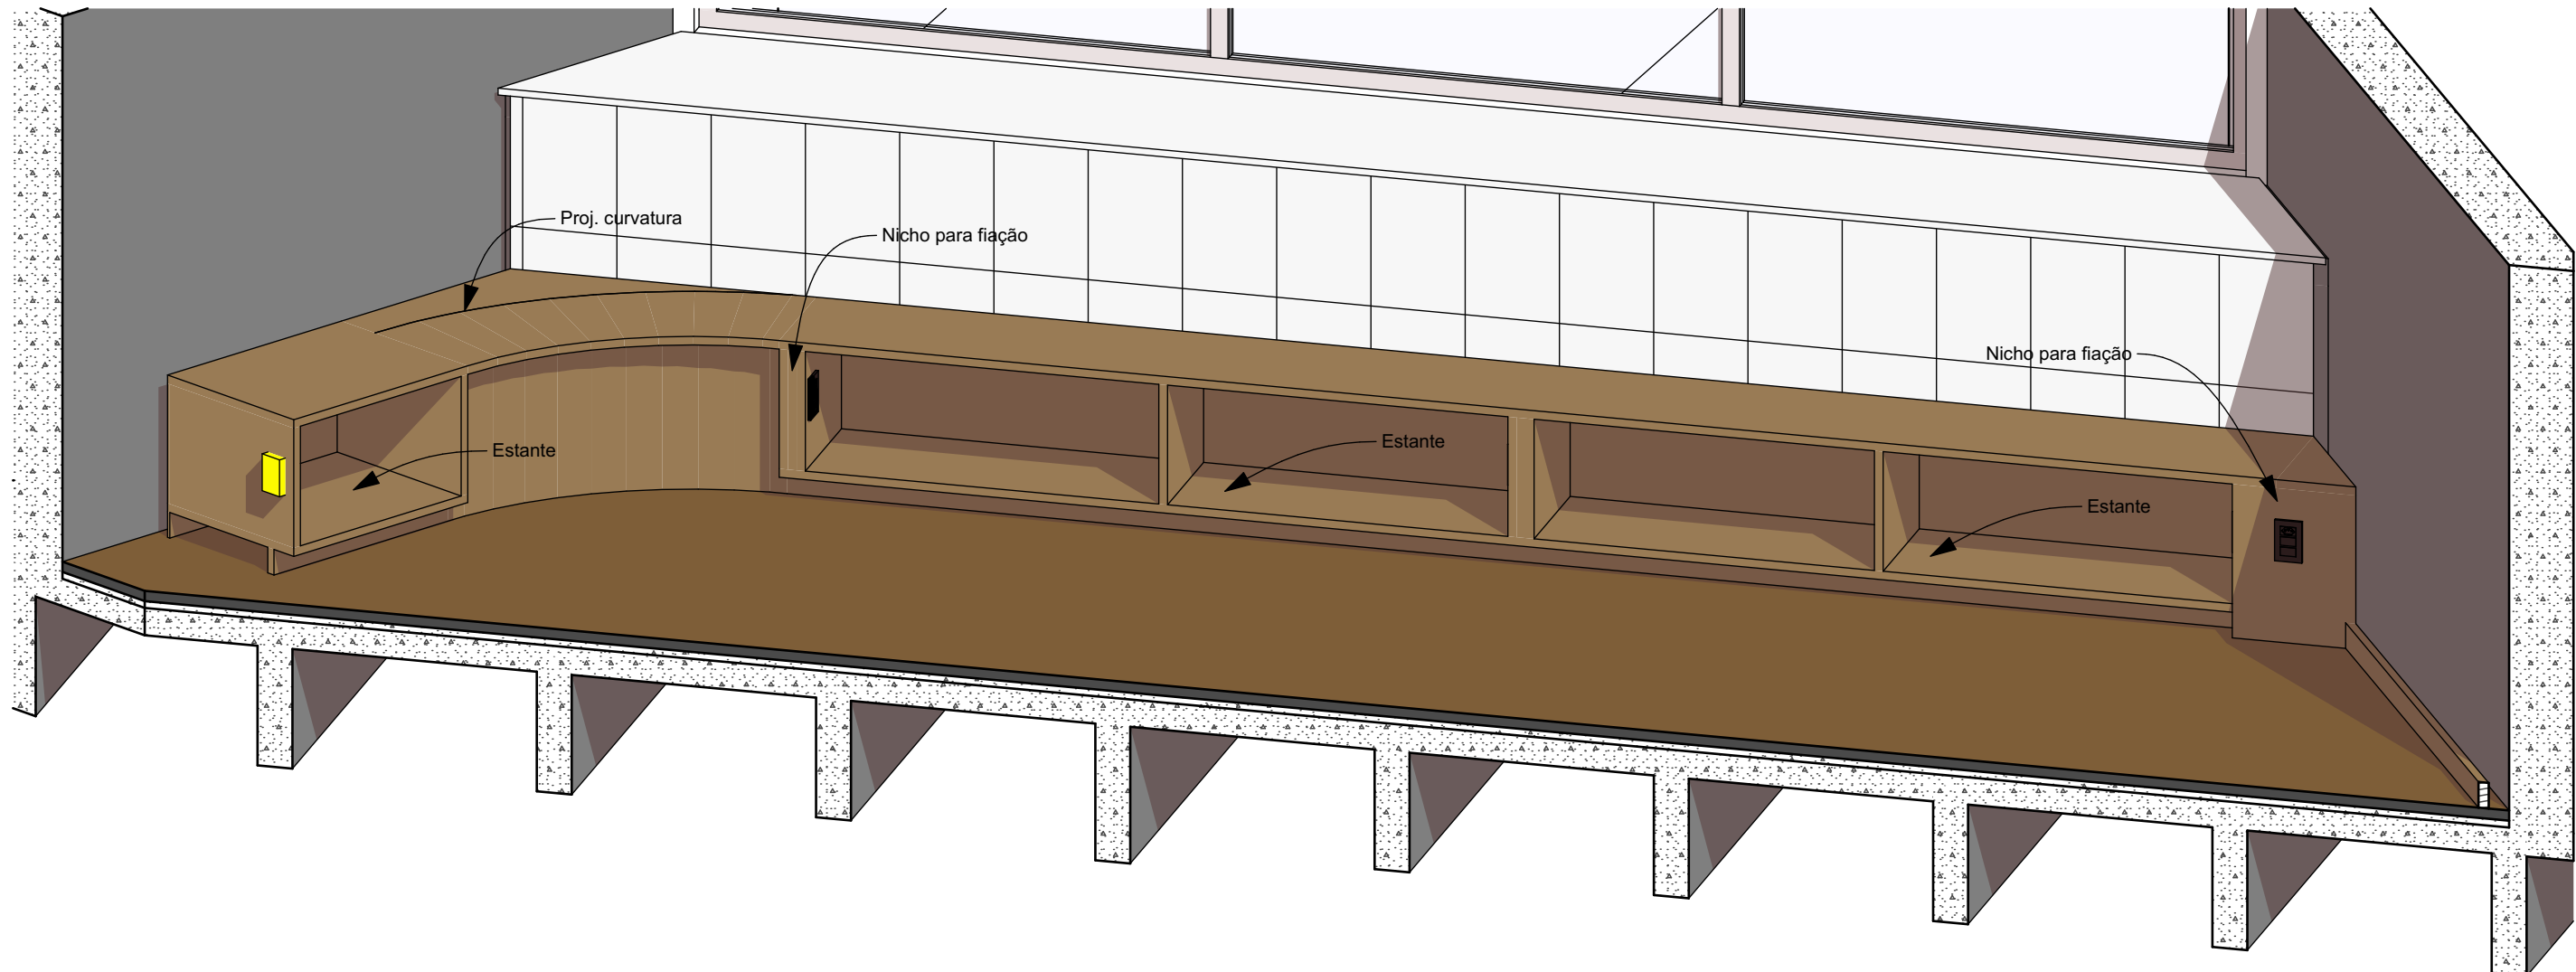 Proj. curvatura
Nicho para fiação
Nicho para fiação
Estante
Estante
Estante